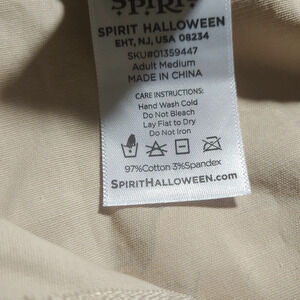 SPIRIT
SPIRIT HALLOWEEN
EHT, NJ, USA 08234
SKU#01359447
Adult Medium
MADE IN CHINA
CARE INSTRUCTIONS:
Hand Wash Cold
Do Not Bleach
Lay Flat to Dry
Do Not Iron
97%Cotton 3%Spandex
SPIRITHALLOWEEN.com